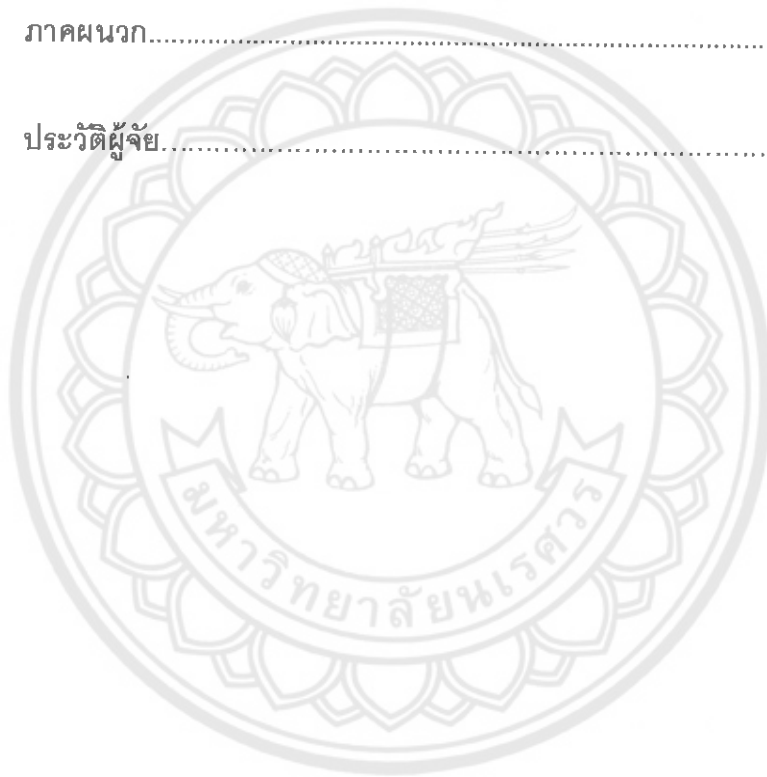 ภาคผนวก................................................................................
ประวัติผู้จัย................................................................................
มหาวิทยาลัยนเรศวร